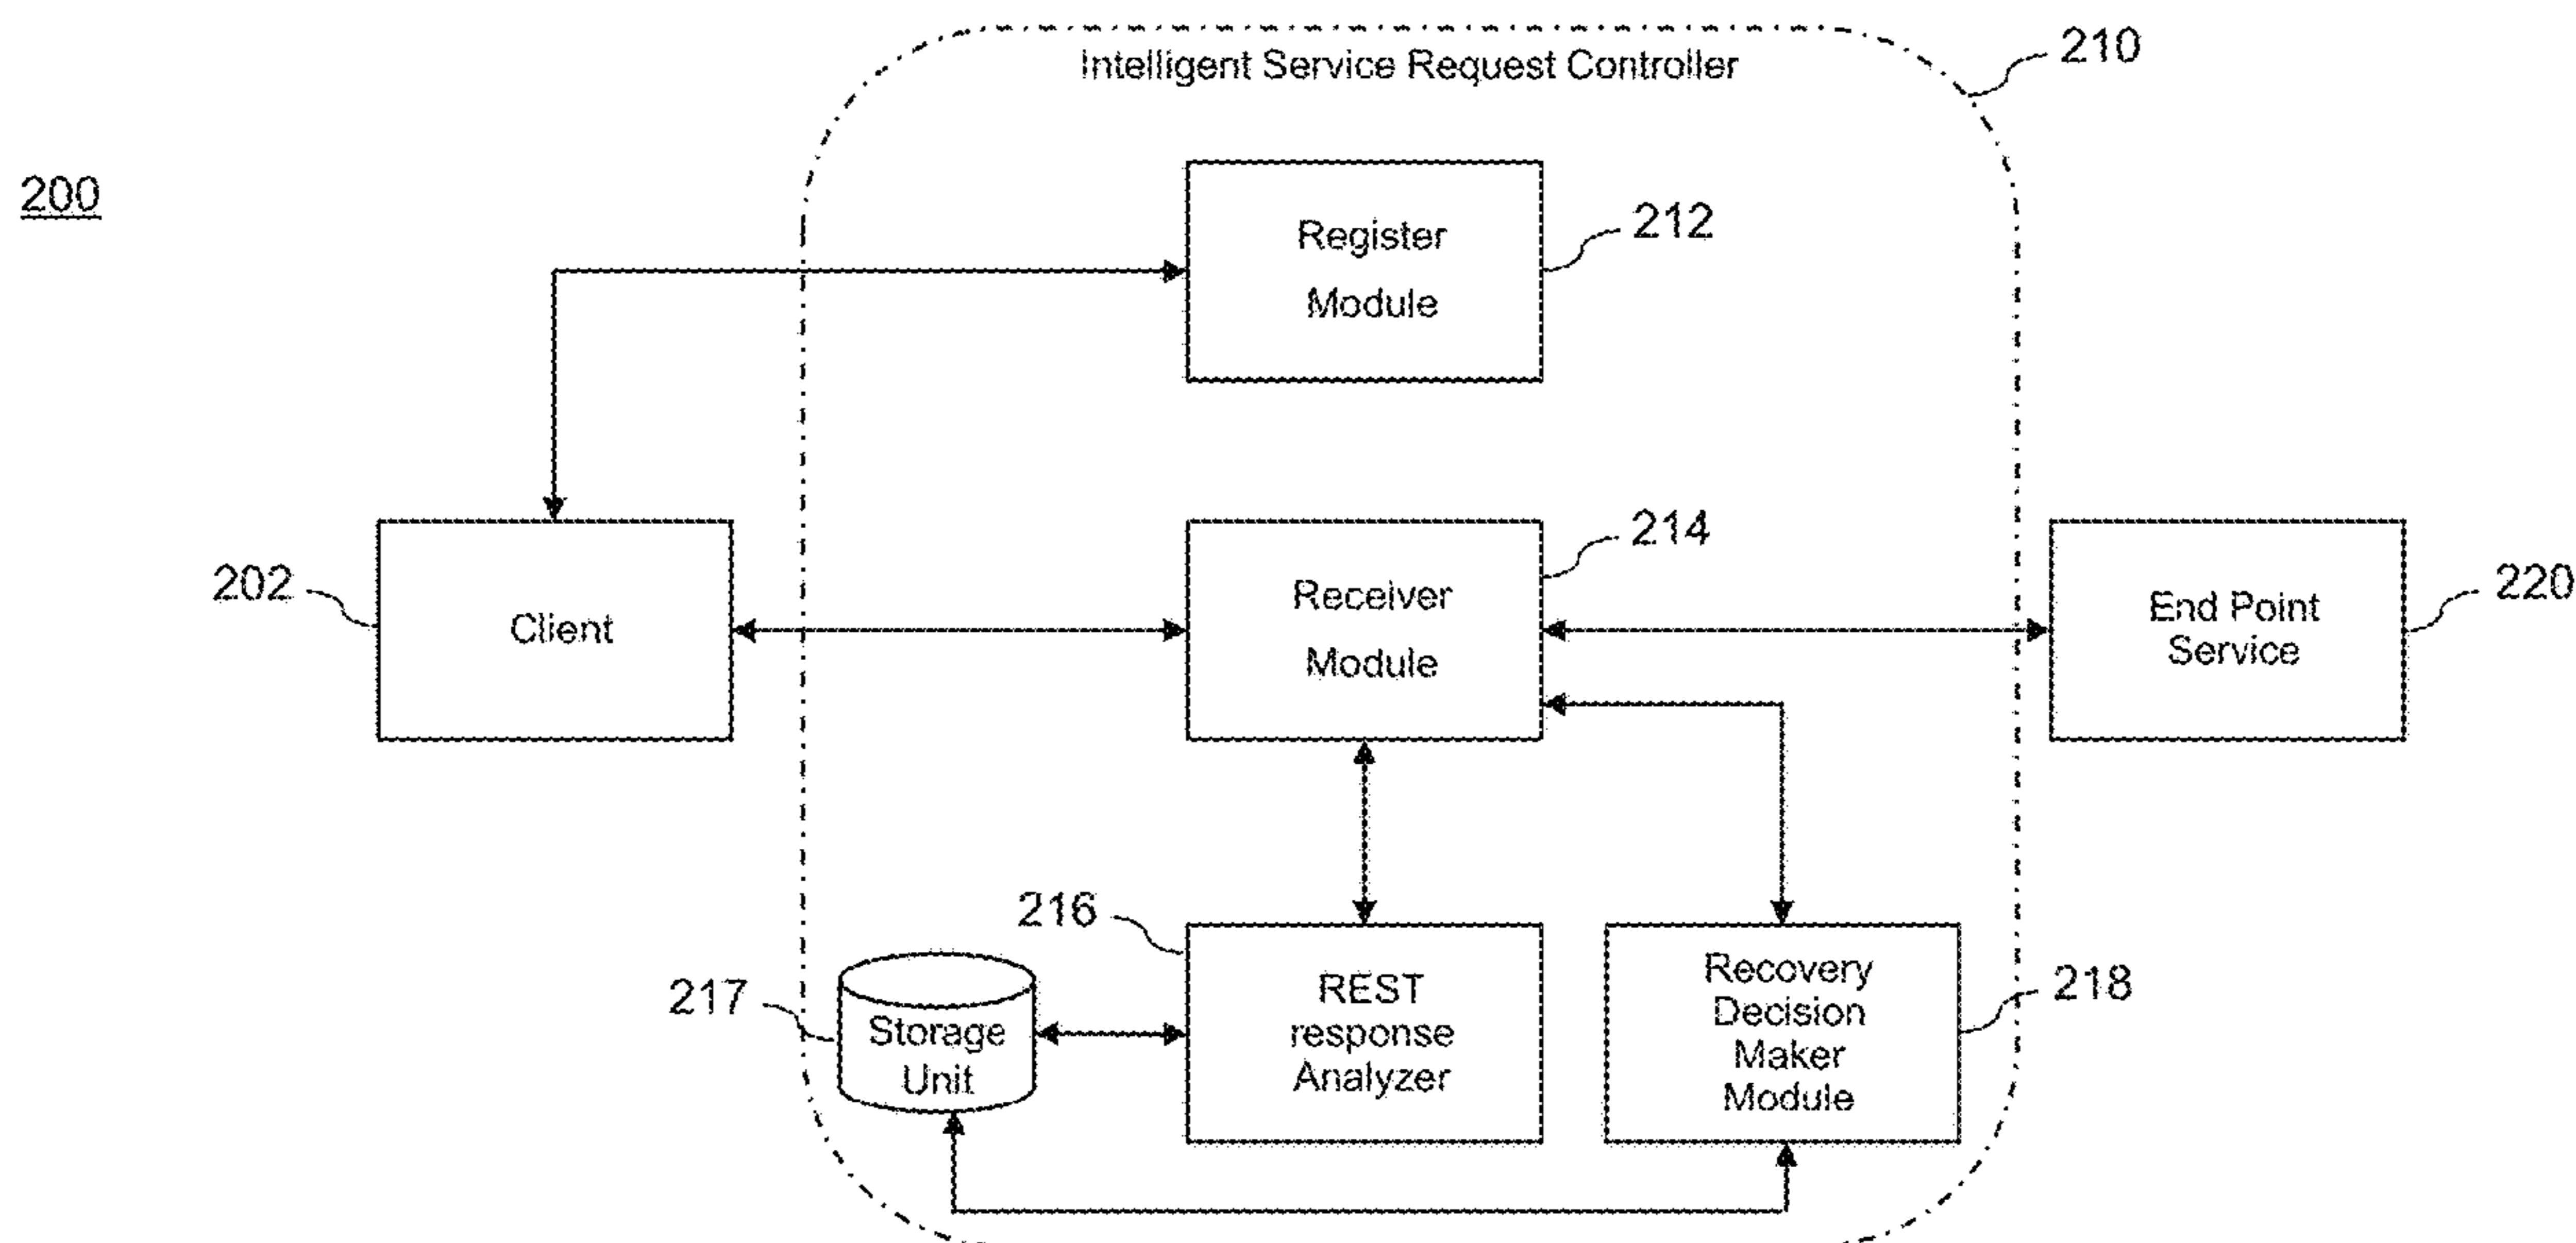 Intelligent Service Request Controller
210
200
Register
Module
212
202
Client
Receiver
Module
214
End Point
Service
220
216
REST
response
Analyzer
217
Storage
Unit
Recovery
Decision
Maker
Module
218